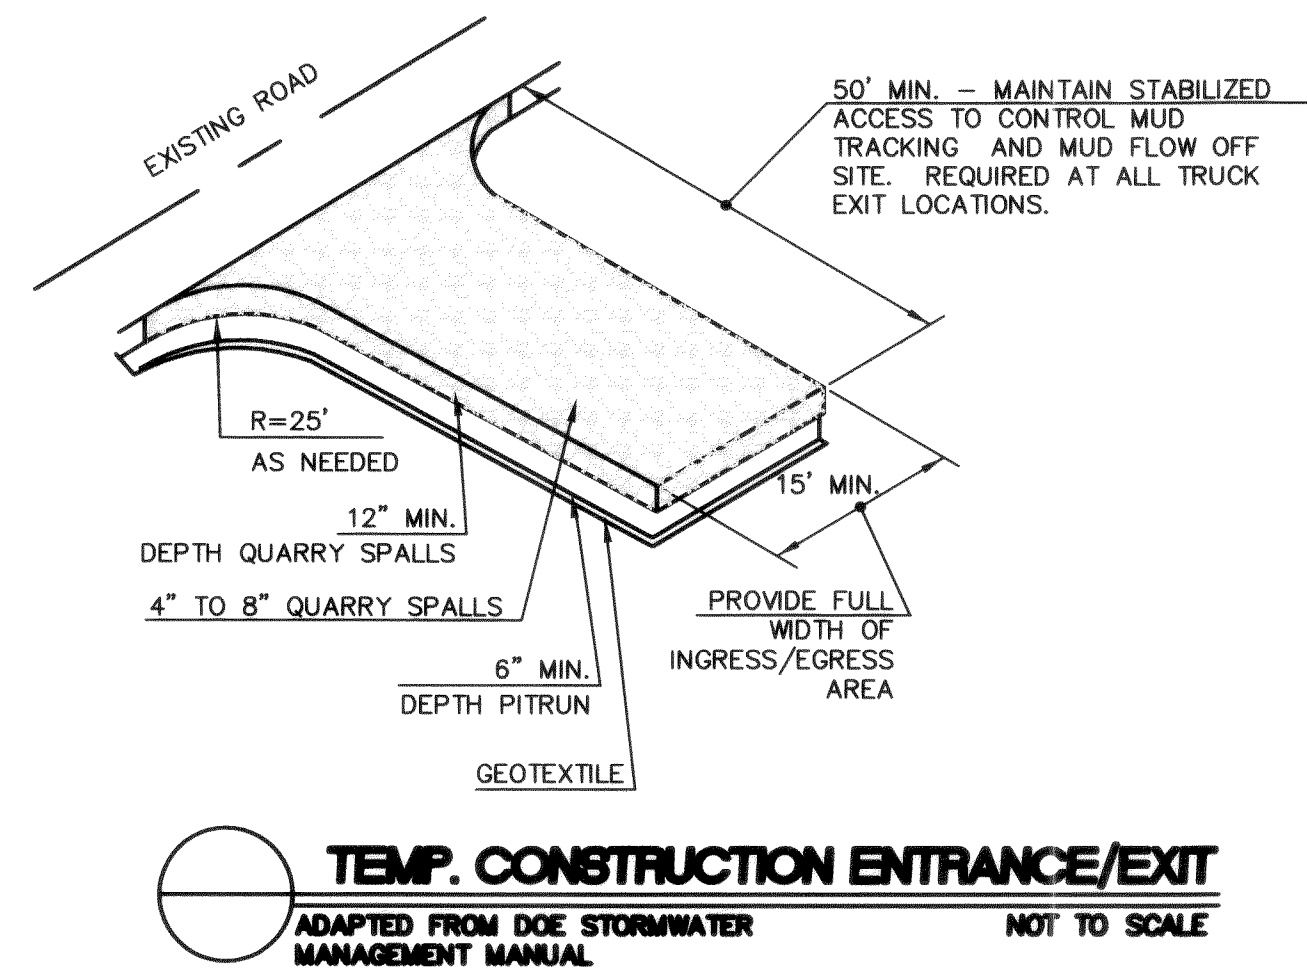 EXISTING ROAD
50' MIN. - MAINTAIN STABILIZED
ACCESS TO CONTROL MUD
TRACKING AND MUD FLOW OFF
SITE. REQUIRED AT ALL TRUCK
EXIT LOCATIONS.
R=25'
AS NEEDED
15' MIN.
12" MIN.
DEPTH QUARRY SPALLS
4" TO 8" QUARRY SPALLS
PROVIDE FULL
WIDTH OF
INGRESS/EGRESS
AREA
6" MIN.
DEPTH PITRUN
GEOTEXTILE
TEMP. CONSTRUCTION ENTRANCE/EXIT
ADAPTED FROM DOE STORMWATER
MANAGEMENT MANUAL
NOT TO SCALE